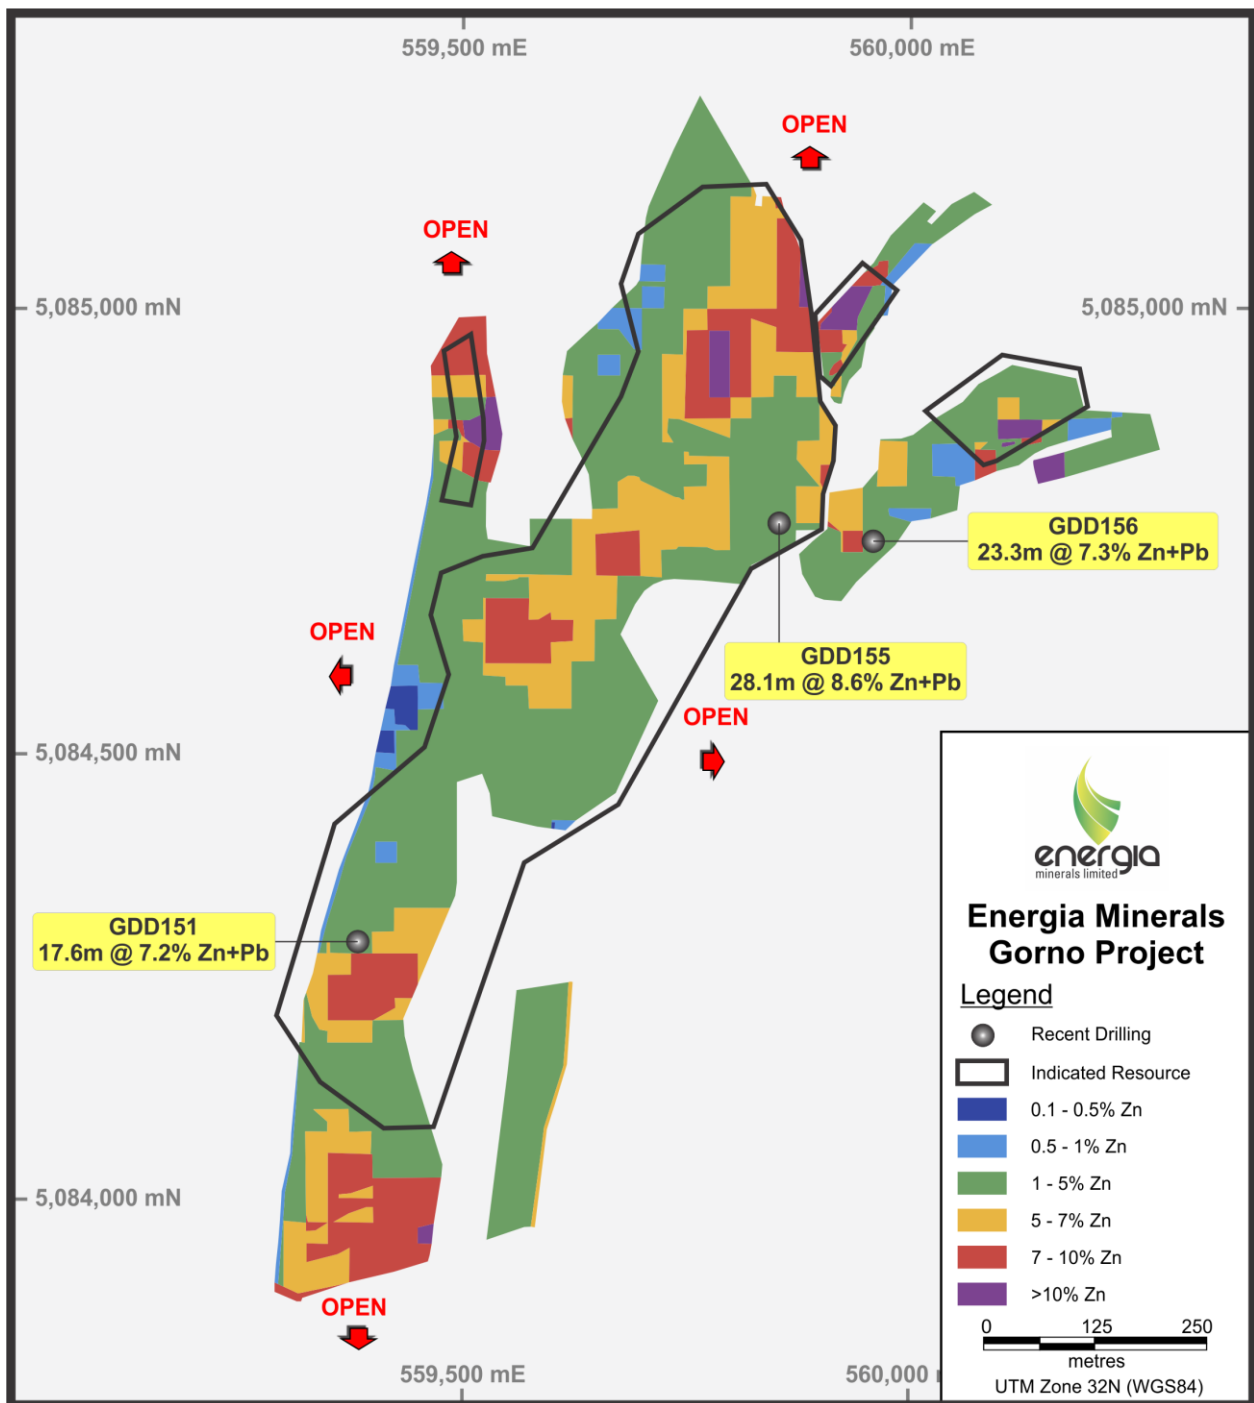 559,500 mE
560,000 mE
OPEN
OPEN
5,085,000 mN
5,085,000 mN
GDD156
23.3m @ 7.3% Zn+Pb
OPEN
GDD155
28.1m @ 8.6% Zn+Pb
OPEN
5,084,500 mN
energia
minerals limited
GDD151
17.6m @ 7.2% Zn+Pb
Energia Minerals
Gorno Project
Legend
Recent Drilling
Indicated Resource
0.1 - 0.5% Zn
0.5 - 1% Zn
1 - 5% Zn
5 - 7% Zn
7 - 10% Zn
>10% Zn
0 125 250
metres
UTM Zone 32N (WGS84)
5,084,000 mN
OPEN
559,500 mE
560,000